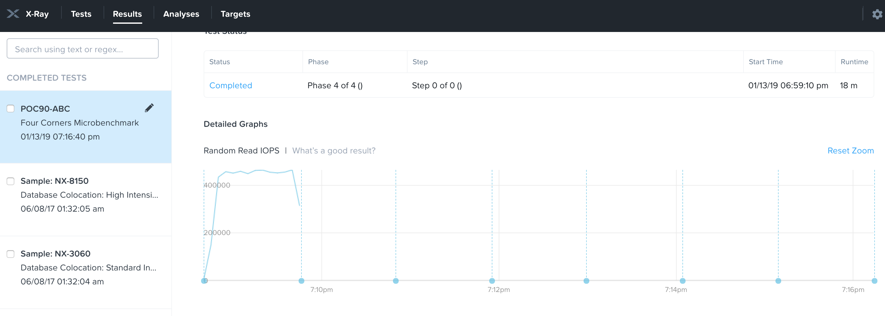 X-Ray Tests Results Analyses Targets
Search using text or regex...
COMPLETED TESTS
POC90-ABC
Four Corners Microbenchmark
01/13/19 07:16:40 pm
Sample: NX-8150
Database Colocation: High Intensi...
06/08/17 01:32:05 am
Sample: NX-3060
Database Colocation: Standard In...
06/08/17 01:32:04 am
Test Status
Status Phase Step Start Time Runtime
Completed Phase 4 of 4 () Step 0 of 0 () 01/13/19 06:59:10 pm 18 m
Detailed Graphs
Random Read IOPS | What's a good result? Reset Zoom
400000
200000
7:10pm 7:12pm 7:14pm 7:16pm